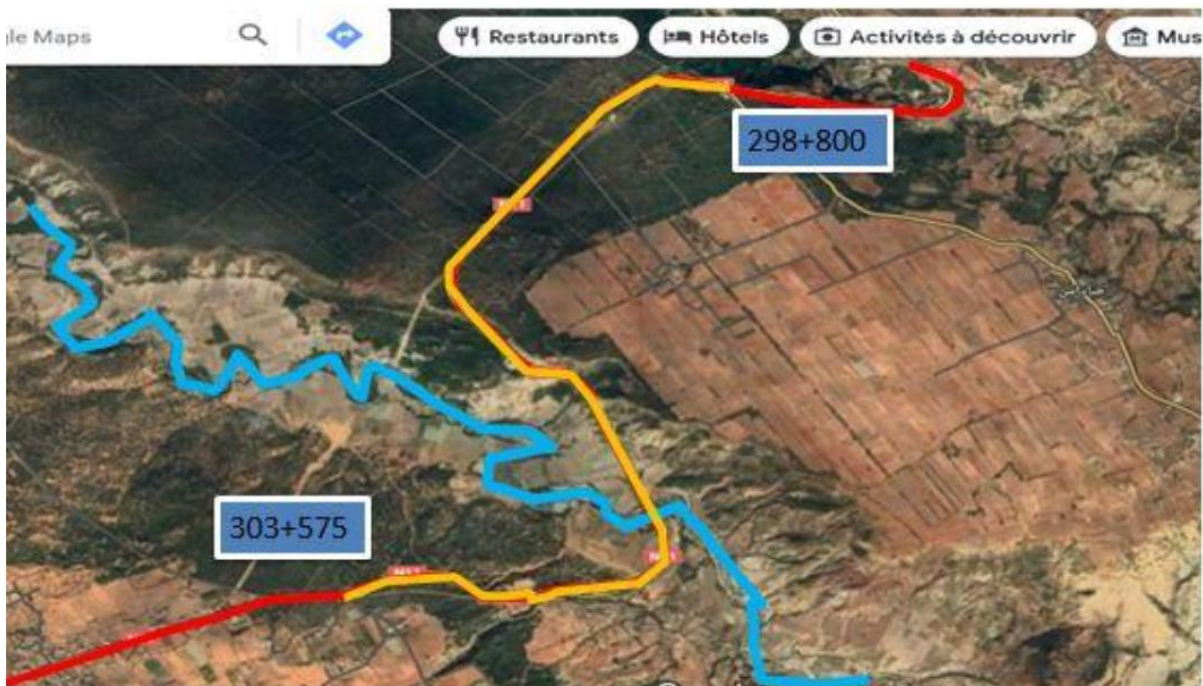 le Maps
Restaurants
Hôtels
Activités à découvrir
Mus
298+800
303+575